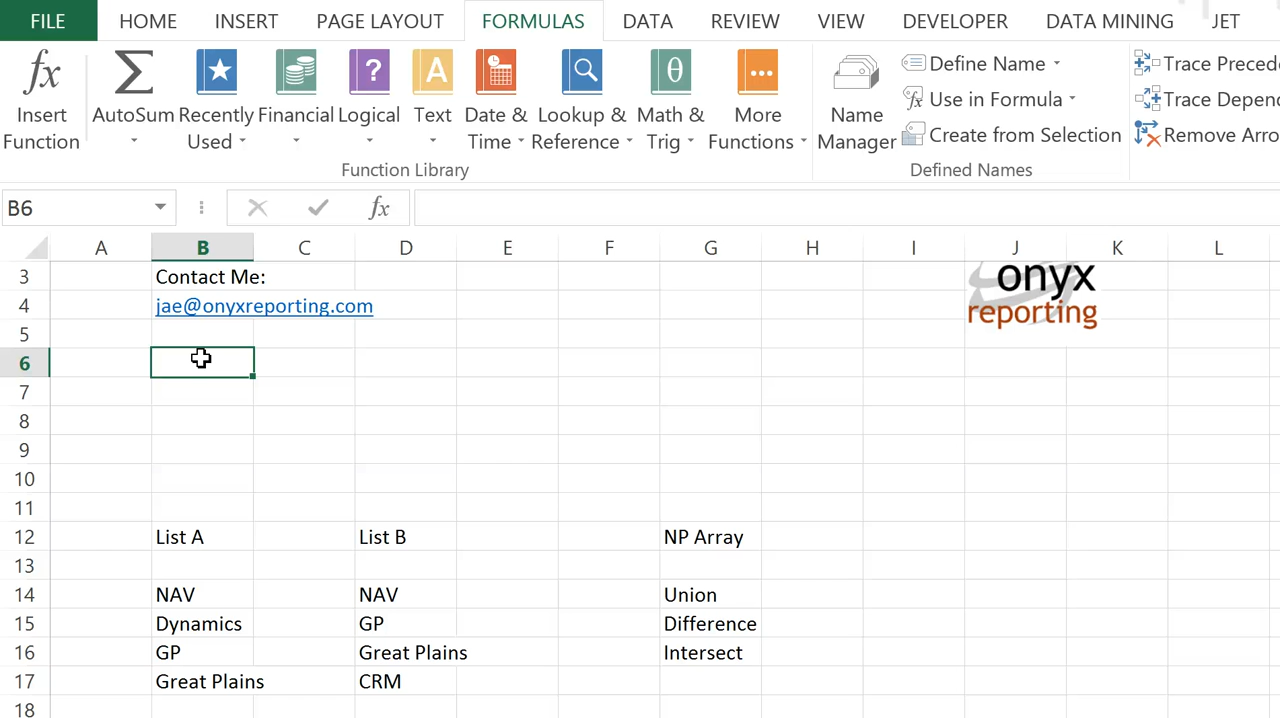 FILE HOME INSERT PAGE LAYOUT FORMULAS DATA REVIEW VIEW DEVELOPER DATA MINING JET
fx Σ ? A θ
Insert Function AutoSum Recently Used Financial Logical Text Date & Time Lookup & Reference Math & Trig More Functions
Name Manager
Define Name
Use in Formula
Create from Selection
Trace Preced
Trace Depen
Remove Arro
Function Library Defined Names
B6 fx
A B C D E F G H I J K L
3 Contact Me: onyx
4 jae@onyxreporting.com reporting
5
6
7
8
9
10
11
12 List A List B NP Array
13
14 NAV NAV Union
15 Dynamics GP Difference
16 GP Great Plains Intersect
17 Great Plains CRM
18